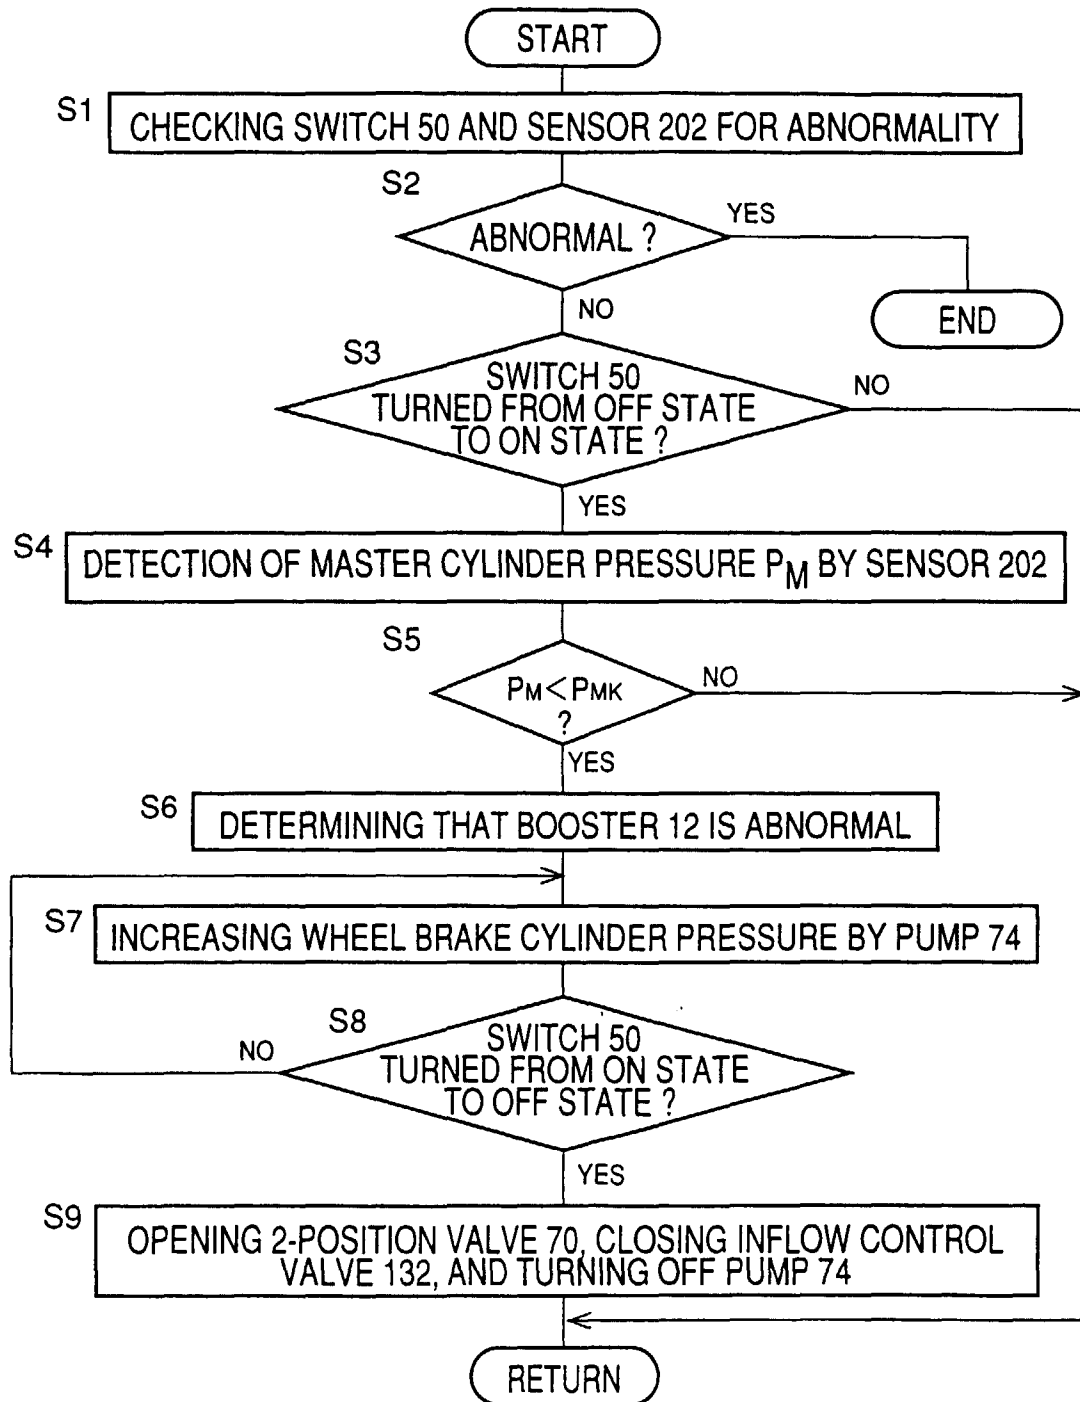 START
S1
CHECKING SWITCH 50 AND SENSOR 202 FOR ABNORMALITY
S2
ABNORMAL ?
YES
NO
END
S3
SWITCH 50
TURNED FROM OFF STATE
TO ON STATE ?
NO
YES
S4
DETECTION OF MASTER CYLINDER PRESSURE PM BY SENSOR 202
S5
PM<PMK
?
NO
YES
S6
DETERMINING THAT BOOSTER 12 IS ABNORMAL
S7
INCREASING WHEEL BRAKE CYLINDER PRESSURE BY PUMP 74
S8
SWITCH 50
TURNED FROM ON STATE
TO OFF STATE ?
NO
YES
S9
OPENING 2-POSITION VALVE 70, CLOSING INFLOW CONTROL
VALVE 132, AND TURNING OFF PUMP 74
RETURN